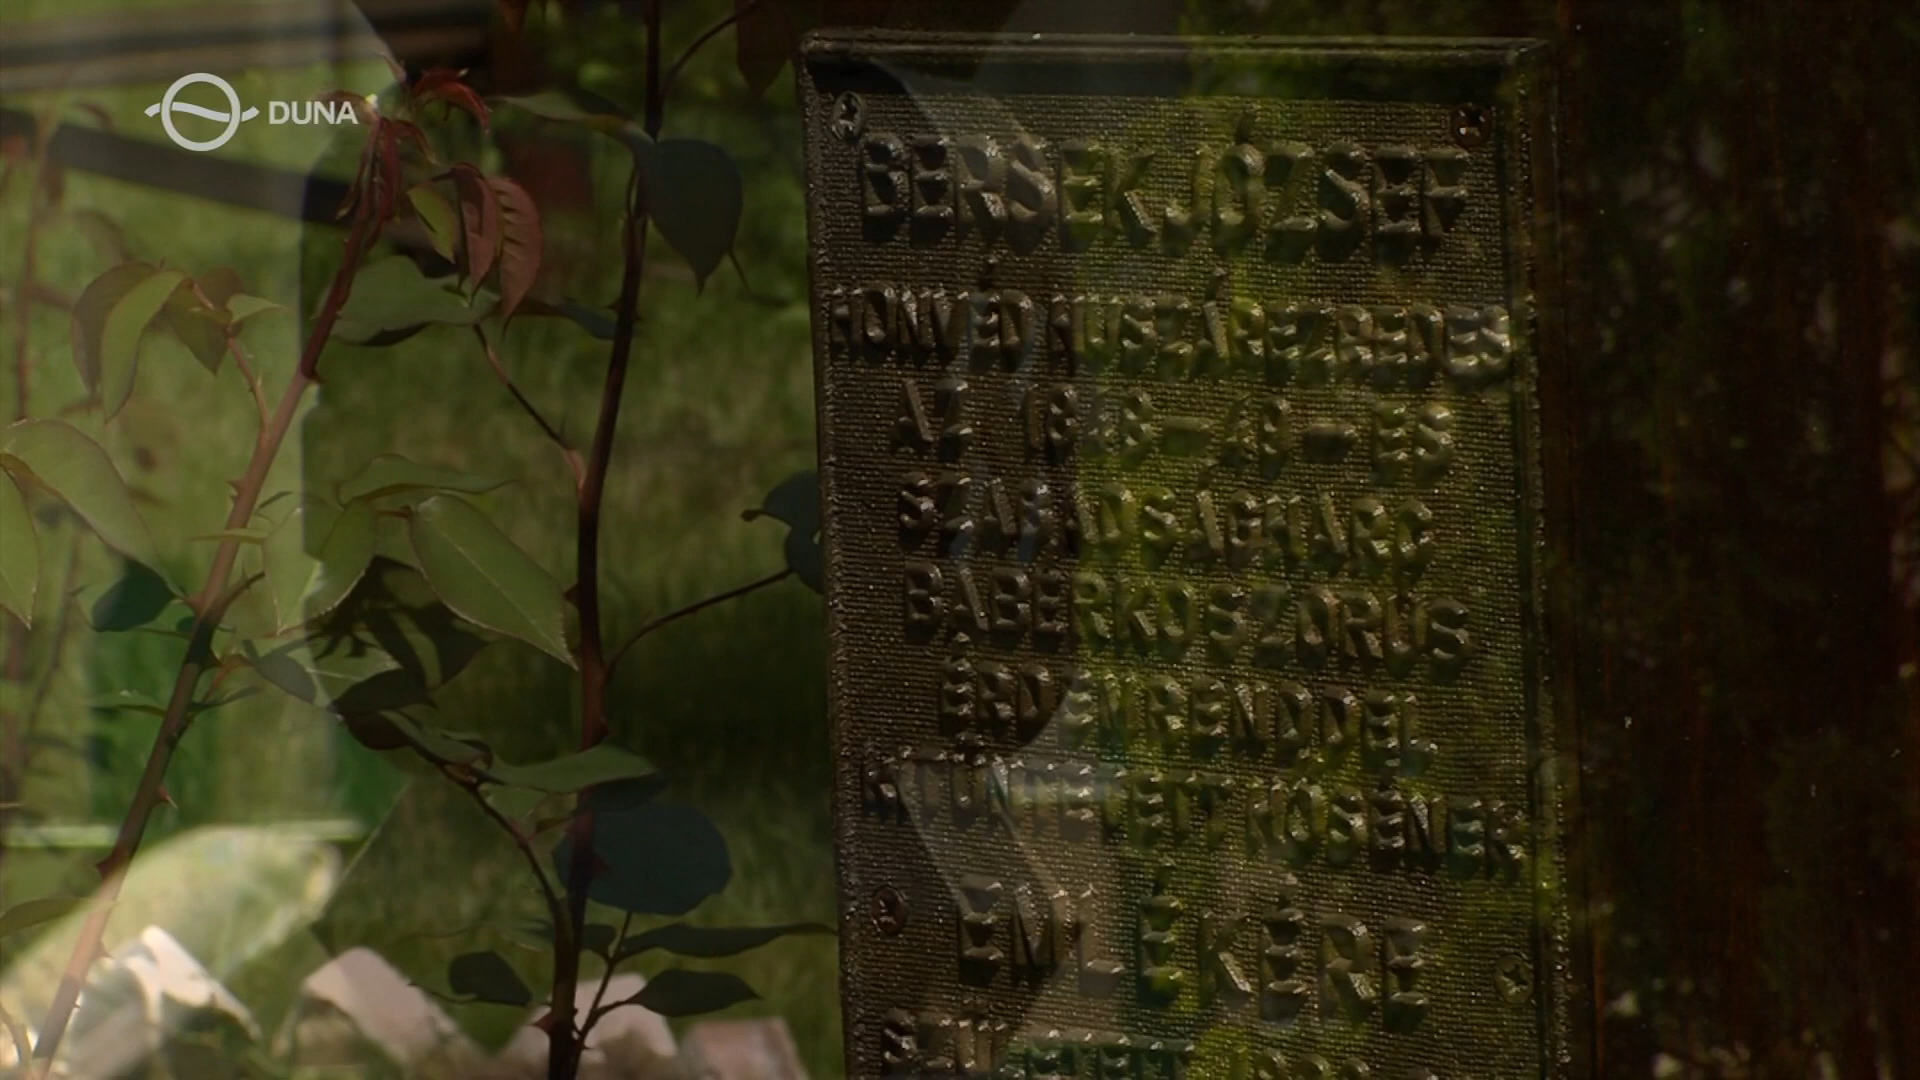 DUNA
BERSEK JÓZSEF
HONVÉD HUSZÁREZREDES
AZ 1848-49-ES
SZABADSÁGHARC
BABÉRKOSZORÚS
ÉRDEMRENDDEL
KITÜNTETETT HŐSÉNEK
EMLÉKÉRE